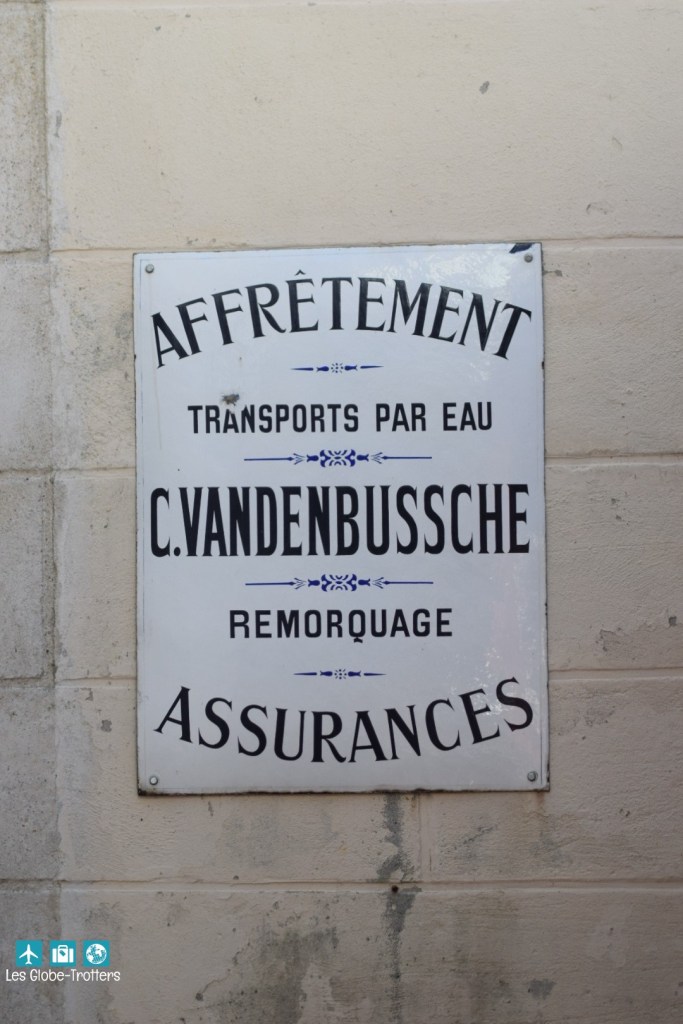 AFFRÊTEMENT
TRANSPORTS PAR EAU
C.VANDENBUSSCHE
REMORQUAGE
ASSURANCES
Les Globe-Trotters